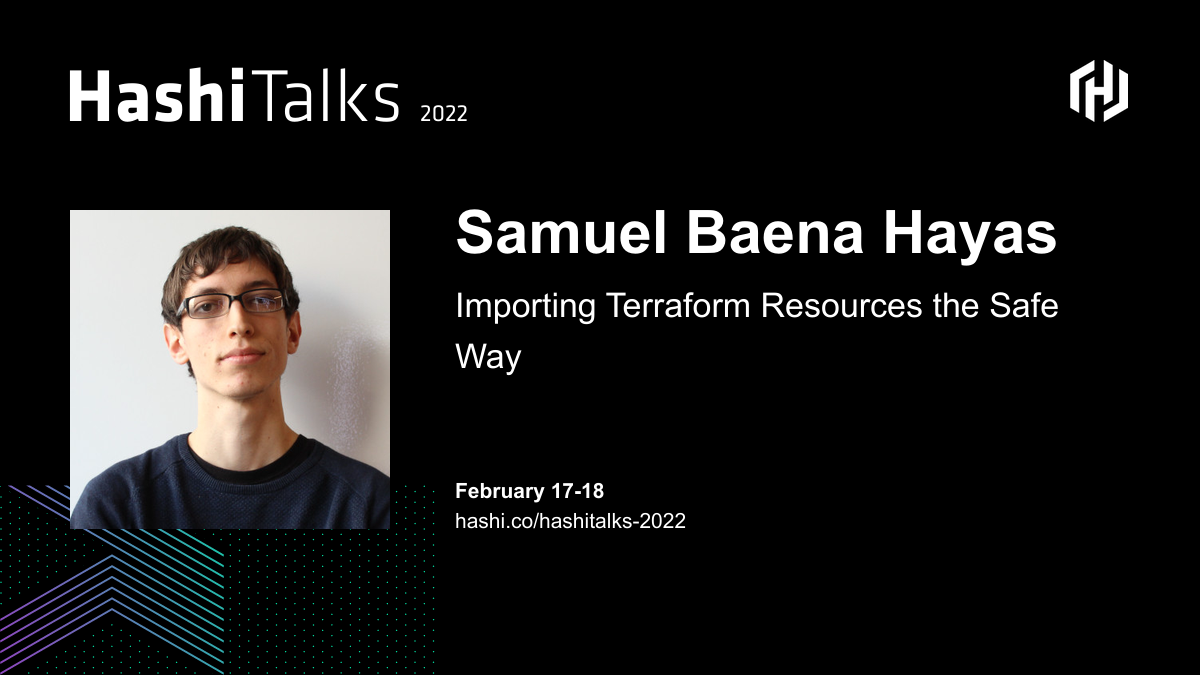 HashiTalks 2022
Samuel Baena Hayas
Importing Terraform Resources the Safe
Way
February 17-18
hashi.co/hashitalks-2022